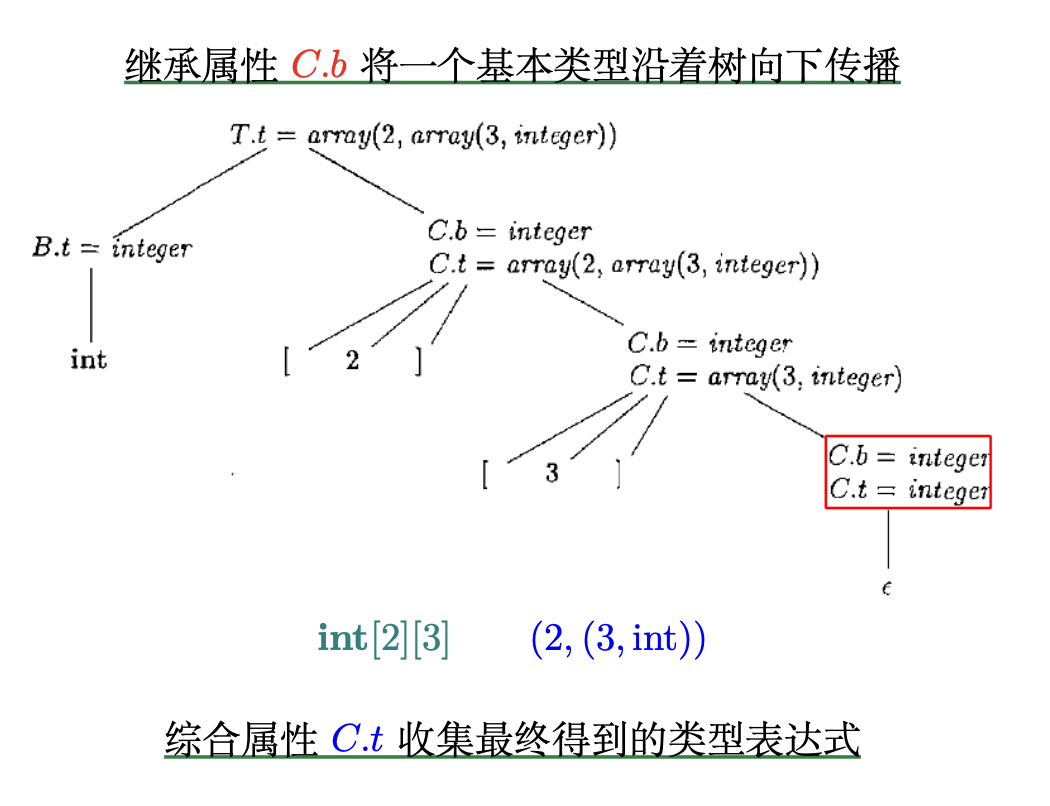 继承属性 C.b 将一个基本类型沿着树向下传播
T.t = array(2, array(3, integer))
B.t = integer
C.b = integer
C.t = array(2, array(3, integer))
int
[ 2 ]
C.b = integer
C.t = array(3, integer)
[ 3 ]
C.b = integer
C.t = integer
ϵ
int[2][3] (2, (3, int))
综合属性 C.t 收集最终得到的类型表达式